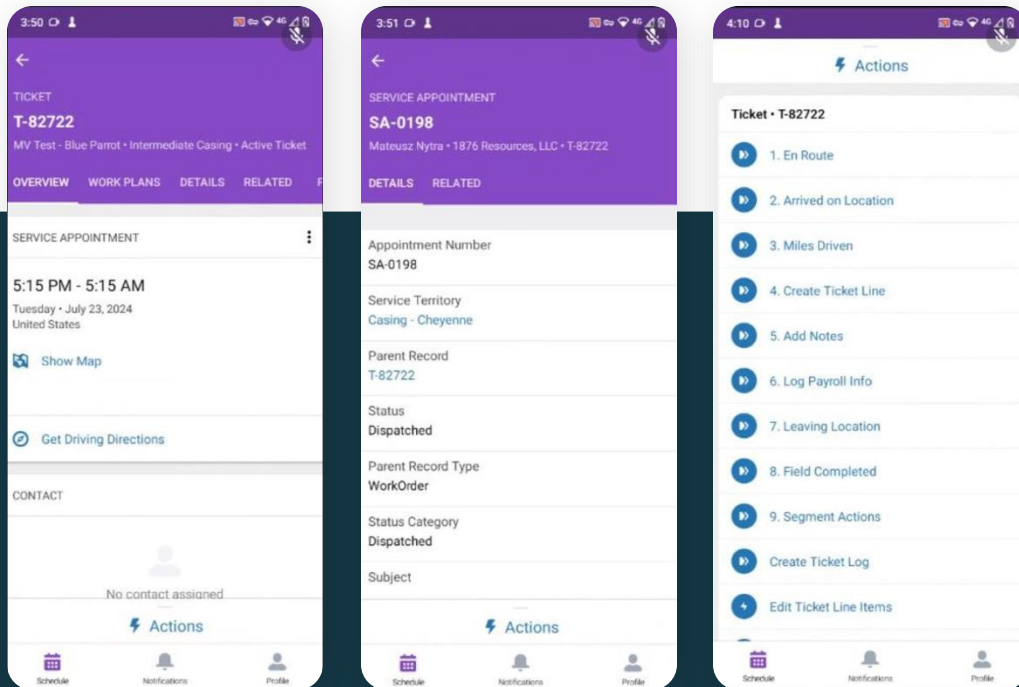 3:50
4G
TICKET
T-82722
MV Test - Blue Parrot • Intermediate Casing • Active Ticket
OVERVIEW WORK PLANS DETAILS RELATED F
SERVICE APPOINTMENT
5:15 PM - 5:15 AM
Tuesday • July 23, 2024
United States
Show Map
Get Driving Directions
CONTACT
No contact assigned
Actions
Schedule Notifications Profile
3:51
4G
SERVICE APPOINTMENT
SA-0198
Mateusz Nytra • 1876 Resources, LLC • T-82722
DETAILS RELATED
Appointment Number
SA-0198
Service Territory
Casing - Cheyenne
Parent Record
T-82722
Status
Dispatched
Parent Record Type
WorkOrder
Status Category
Dispatched
Subject
Actions
Schedule Notifications Profile
4:10
4G
Actions
Ticket • T-82722
1. En Route
2. Arrived on Location
3. Miles Driven
4. Create Ticket Line
5. Add Notes
6. Log Payroll Info
7. Leaving Location
8. Field Completed
9. Segment Actions
Create Ticket Log
Edit Ticket Line Items
Schedule Notifications Profile